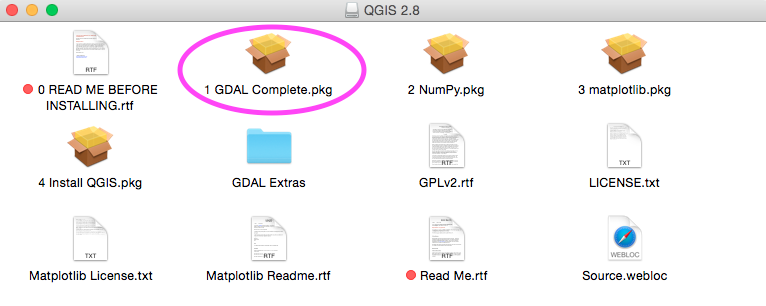 QGIS 2.8
RTF
0 READ ME BEFORE
INSTALLING.rtf
1 GDAL Complete.pkg
2 NumPy.pkg
3 matplotlib.pkg
4 Install QGIS.pkg
GDAL Extras
RTF
GPLv2.rtf
TXT
LICENSE.txt
TXT
Matplotlib License.txt
RTF
Matplotlib Readme.rtf
RTF
Read Me.rtf
WEBLOC
Source.webloc